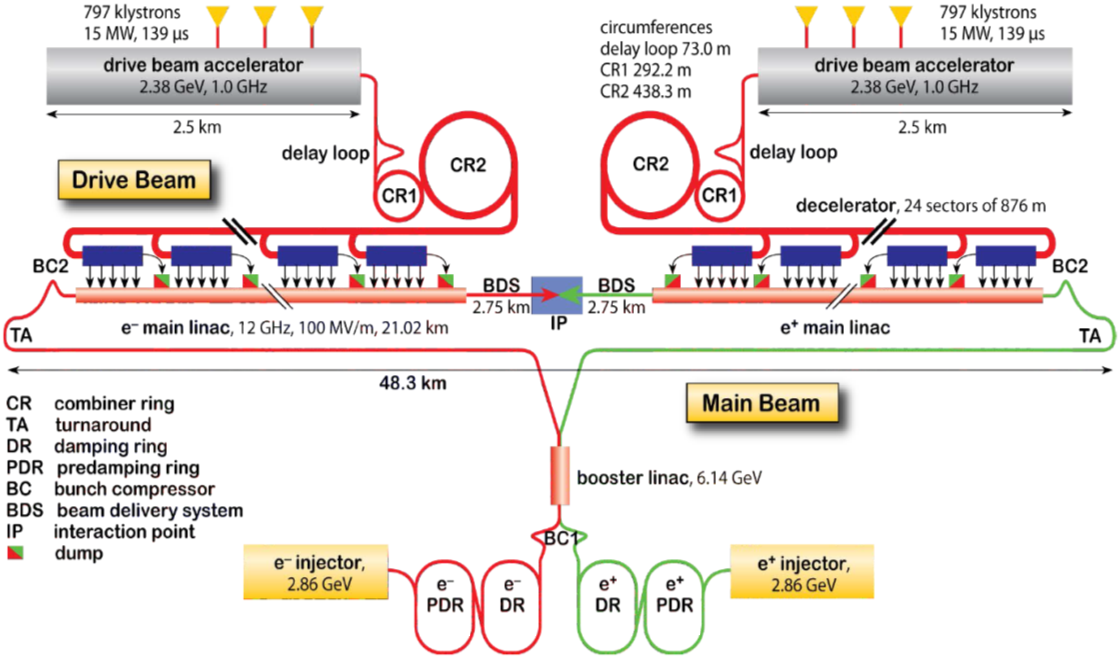 797 klystrons
15 MW, 139 µs
drive beam accelerator
2.38 GeV, 1.0 GHz
2.5 km
circumferences
delay loop 73.0 m
CR1 292.2 m
CR2 438.3 m
797 klystrons
15 MW, 139 µs
drive beam accelerator
2.38 GeV, 1.0 GHz
2.5 km
delay loop
CR2
CR1
Drive Beam
CR2
CR1
delay loop
decelerator, 24 sectors of 876 m
BC2
BDS
2.75 km
BDS
2.75 km
IP
BC2
TA
e⁻ main linac, 12 GHz, 100 MV/m, 21.02 km
e⁺ main linac
TA
48.3 km
Main Beam
CR combiner ring
TA turnaround
DR damping ring
PDR predamping ring
BC bunch compressor
BDS beam delivery system
IP interaction point
dump
booster linac, 6.14 GeV
BC1
e⁻ injector,
2.86 GeV
e⁻
PDR
e⁻
DR
e⁺
DR
e⁺
PDR
e⁺ injector,
2.86 GeV